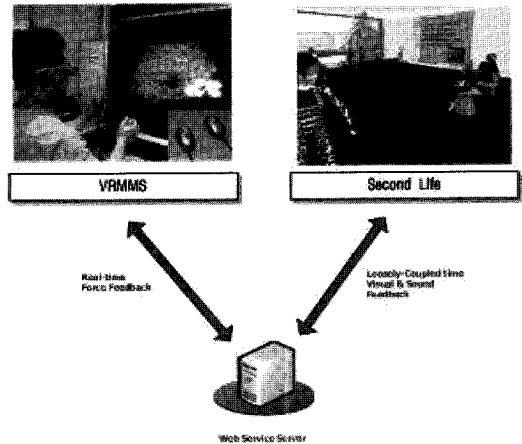 VRMMS
Second Life
Real-time
Force Feedback
Loosely-Coupled time
Visual & Sound
Feedback
Web Service Server